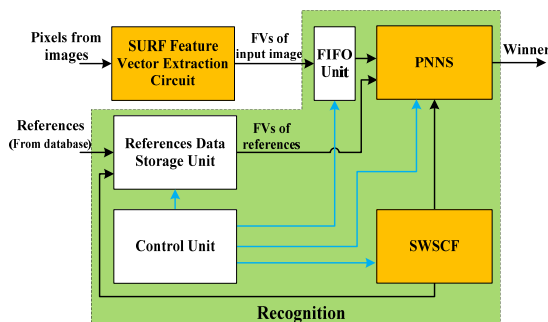 Pixels from
images
SURF Feature
Vector Extraction
Circuit
FVs of
input image
FIFO
Unit
PNNS
Winner
References
(From database)
References Data
Storage Unit
FVs of
references
Control Unit
SWSCF
Recognition